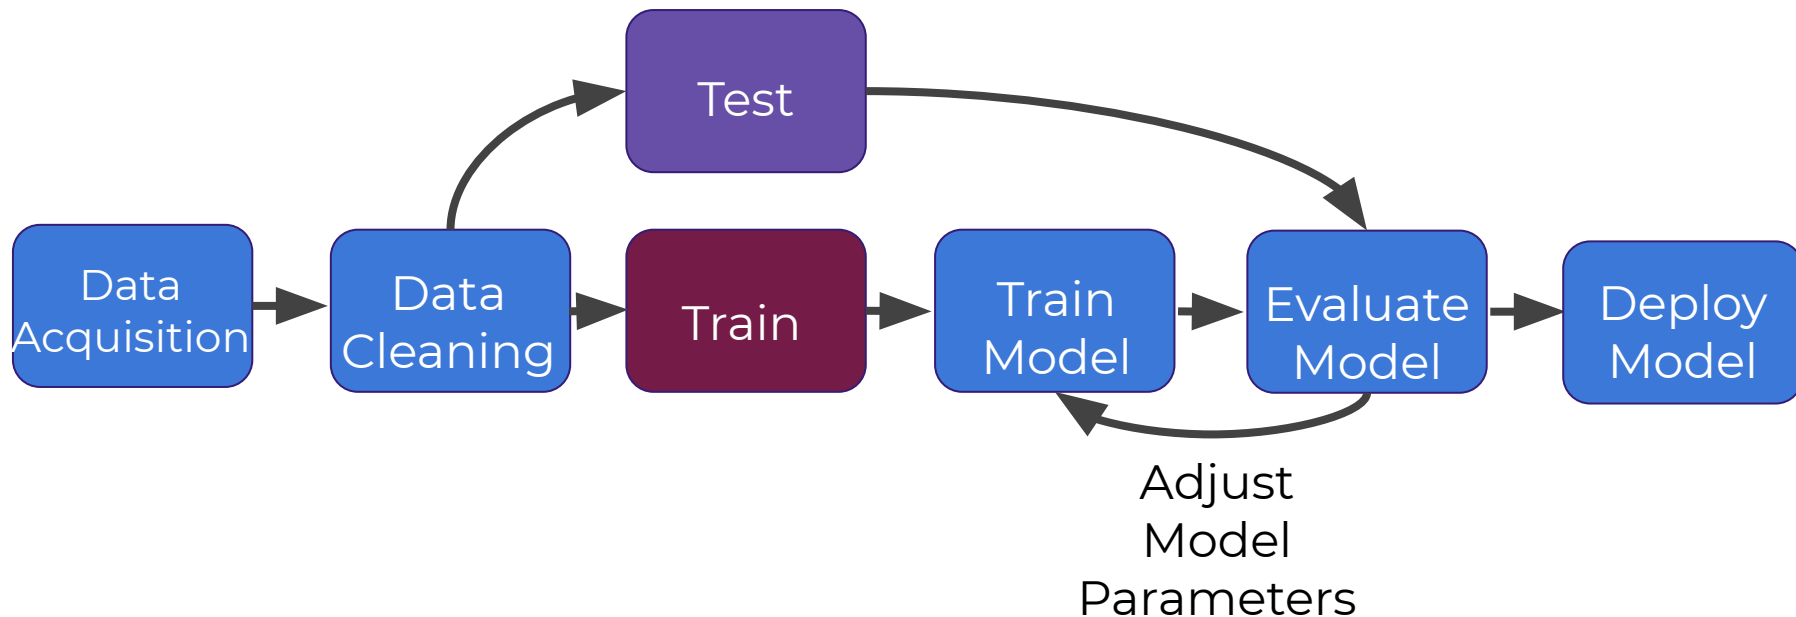 Test
Data
Acquisition
Data
Cleaning
Train
Train
Model
Evaluate
Model
Deploy
Model
Adjust
Model
Parameters